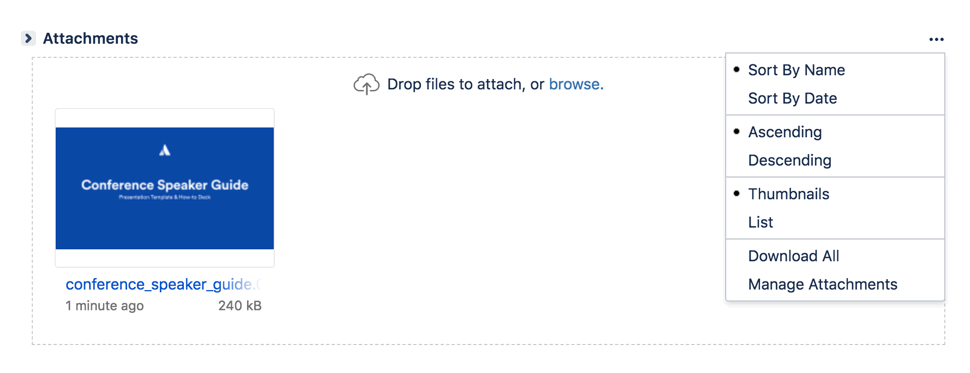 Attachments
Drop files to attach, or browse.
Sort By Name
Sort By Date
Ascending
Descending
Thumbnails
List
Download All
Manage Attachments
Conference Speaker Guide
Presentation Template & How-to Deck
conference_speaker_guide.
1 minute ago 240 kB